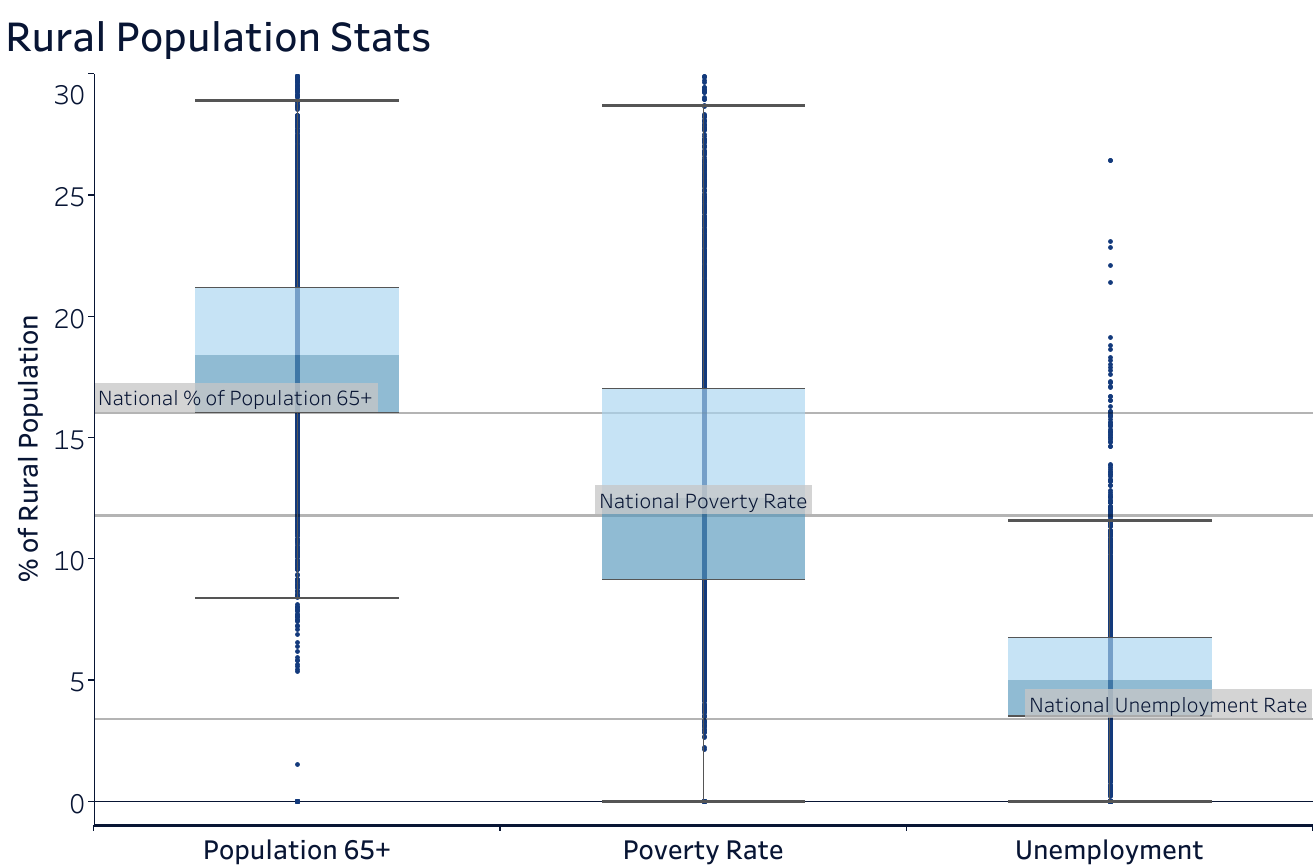 Rural Population Stats
% of Rural Population
30
25
20
15
10
5
0
National % of Population 65+
National Poverty Rate
National Unemployment Rate
Population 65+
Poverty Rate
Unemployment